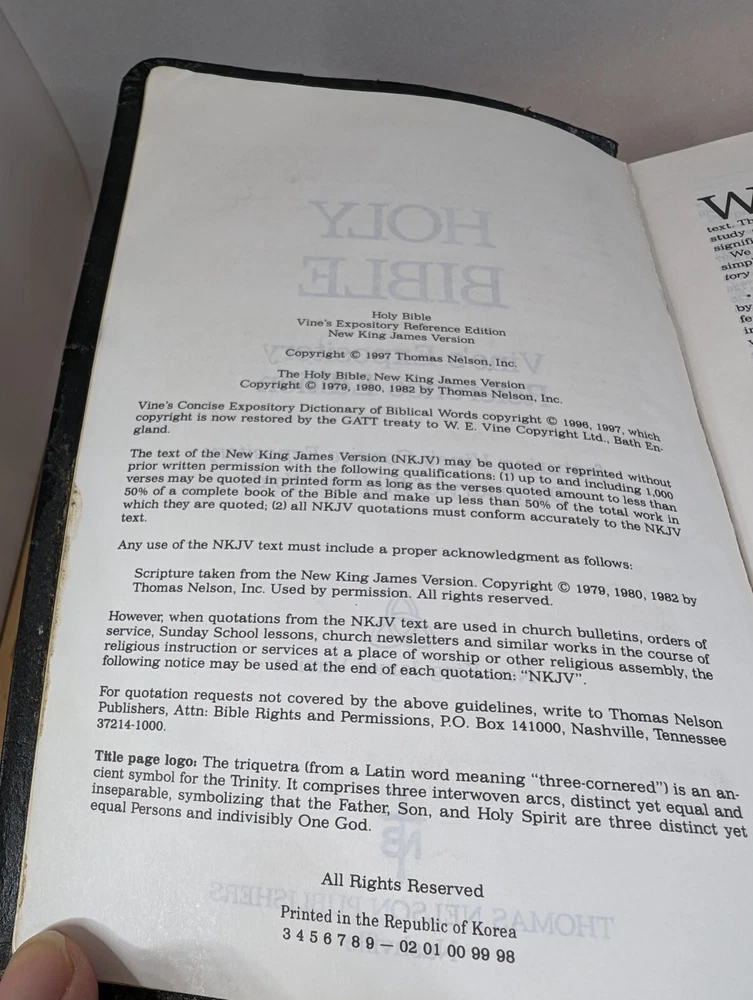 HOLY
BIBLE
Holy Bible
Vine's Expository Reference Edition
New King James Version
Copyright © 1997 Thomas Nelson, Inc.
The Holy Bible, New King James Version
Copyright © 1979, 1980, 1982 by Thomas Nelson, Inc.
Vine's Concise Expository Dictionary of Biblical Words copyright © 1996, 1997, which
copyright is now restored by the GATT treaty to W. E. Vine Copyright Ltd., Bath En-
gland.
The text of the New King James Version (NKJV) may be quoted or reprinted without
prior written permission with the following qualifications: (1) up to and including 1,000
verses may be quoted in printed form as long as the verses quoted amount to less than
50% of a complete book of the Bible and make up less than 50% of the total work in
which they are quoted; (2) all NKJV quotations must conform accurately to the NKJV
text.
Any use of the NKJV text must include a proper acknowledgment as follows:
Scripture taken from the New King James Version. Copyright © 1979, 1980, 1982 by
Thomas Nelson, Inc. Used by permission. All rights reserved.
However, when quotations from the NKJV text are used in church bulletins, orders of
service, Sunday School lessons, church newsletters and similar works in the course of
religious instruction or services at a place of worship or other religious assembly, the
following notice may be used at the end of each quotation: "NKJV".
For quotation requests not covered by the above guidelines, write to Thomas Nelson
Publishers, Attn: Bible Rights and Permissions, P.O. Box 141000, Nashville, Tennessee
37214-1000.
Title page logo: The triquetra (from a Latin word meaning "three-cornered") is an an-
cient symbol for the Trinity. It comprises three interwoven arcs, distinct yet equal and
inseparable, symbolizing that the Father, Son, and Holy Spirit are three distinct yet
equal Persons and indivisibly One God.
THOMAS NELSON PUBLISHERS
All Rights Reserved
Printed in the Republic of Korea
3 4 5 6 7 8 9 — 02 01 00 99 98
W
text.
study
We